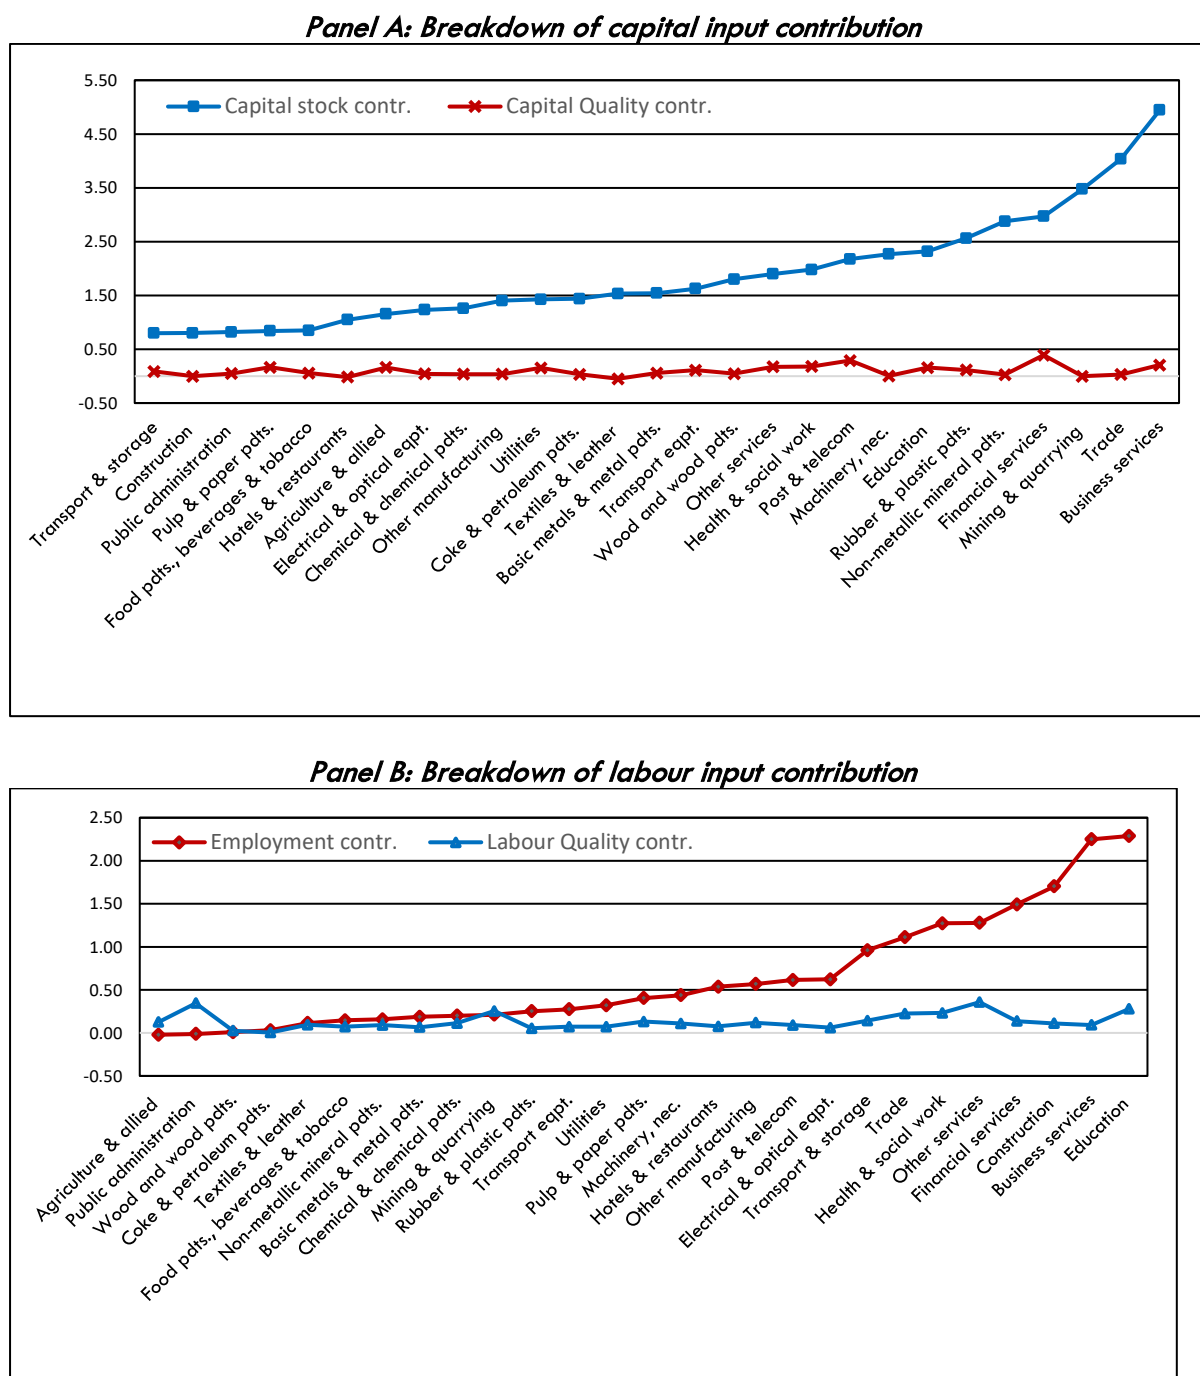 Panel A: Breakdown of capital input contribution
Capital stock contr.
Capital Quality contr.
5.50
4.50
3.50
2.50
1.50
0.50
-0.50
Transport & storage
Construction
Public administration
Pulp & paper pdts.
Food pdts., beverages & tobacco
Hotels & restaurants
Agriculture & allied
Electrical & optical eqpt.
Chemical & chemical pdts.
Other manufacturing
Utilities
Coke & petroleum pdts.
Textiles & leather
Basic metals & metal pdts.
Transport eqpt.
Wood and wood pdts.
Other services
Health & social work
Post & telecom
Machinery, nec.
Education
Rubber & plastic pdts.
Non-metallic mineral pdts.
Financial services
Mining & quarrying
Trade
Business services
Panel B: Breakdown of labour input contribution
Employment contr.
Labour Quality contr.
2.50
2.00
1.50
1.00
0.50
0.00
-0.50
Agriculture & allied
Public administration
Wood and wood pdts.
Coke & petroleum pdts.
Textiles & leather
Food pdts., beverages & tobacco
Non-metallic mineral pdts.
Basic metals & metal pdts.
Chemical & chemical pdts.
Mining & quarrying
Rubber & plastic pdts.
Transport eqpt.
Utilities
Pulp & paper pdts.
Machinery, nec.
Hotels & restaurants
Other manufacturing
Post & telecom
Electrical & optical eqpt.
Transport & storage
Trade
Health & social work
Other services
Financial services
Construction
Business services
Education